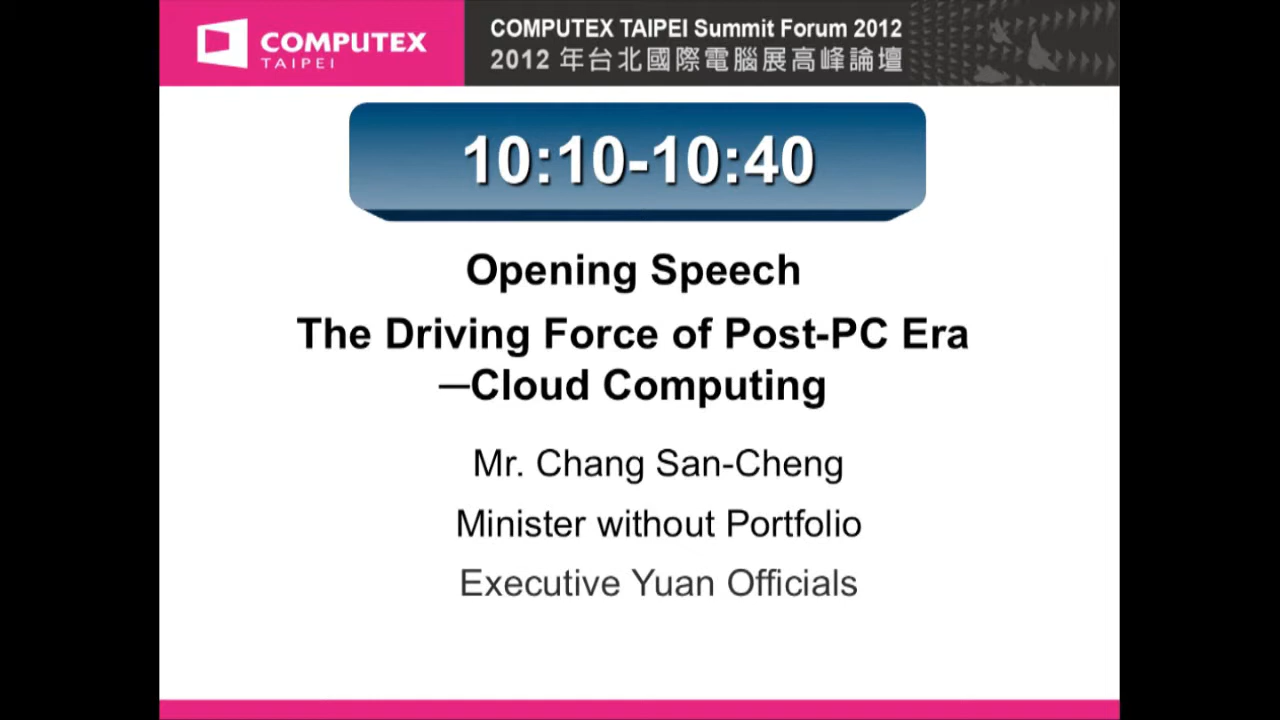 COMPUTEX
TAIPEI
COMPUTEX TAIPEI Summit Forum 2012
2012 年台北國際電腦展高峰論壇
10:10-10:40
Opening Speech
The Driving Force of Post-PC Era
─Cloud Computing
Mr. Chang San-Cheng
Minister without Portfolio
Executive Yuan Officials